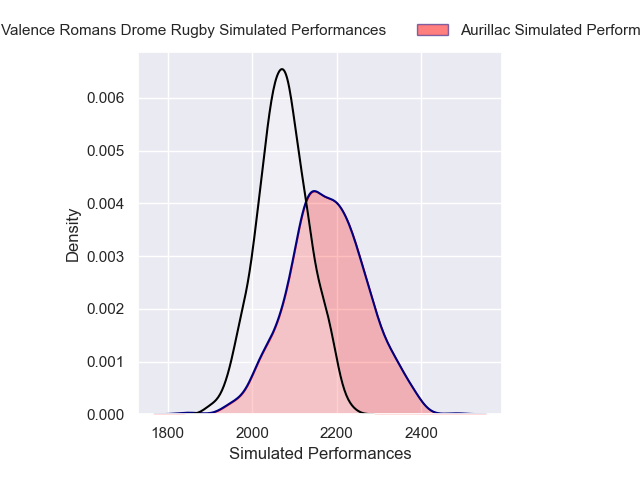 Valence Romans Drome Rugby Simulated Performances Aurillac Simulated Perform
0.006
0.005
0.004
0.003
0.002
0.001
0.000
Density
1800 2000 2200 2400
Simulated Performances